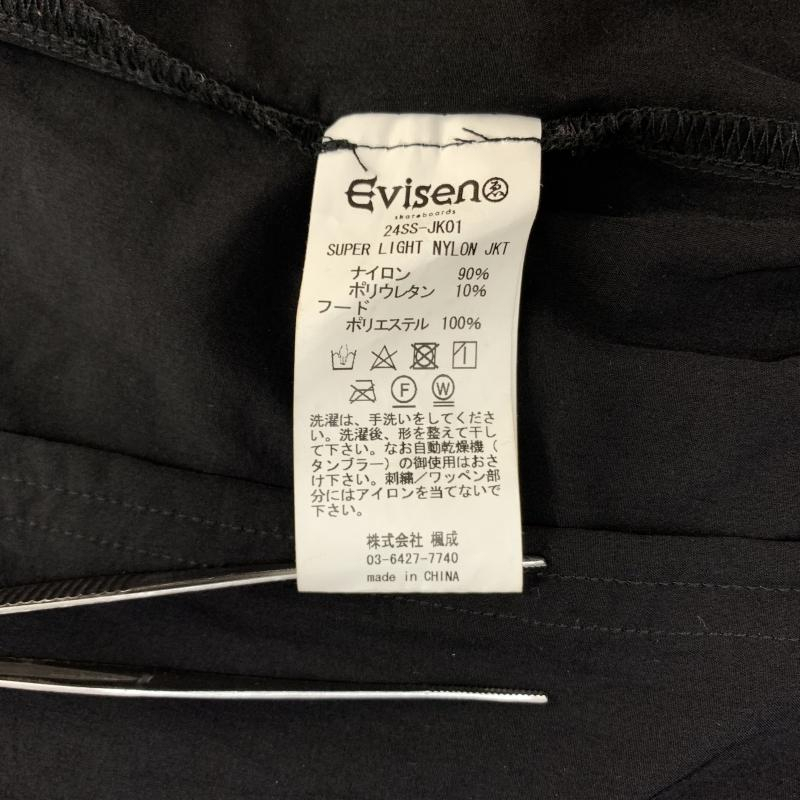 Evisen ゑ
skateboards
24SS-JK01
SUPER LIGHT NYLON JKT
ナイロン 90%
ポリウレタン 10%
フード
ポリエステル 100%
F W
洗濯は、手洗いをしてくださ
い。洗濯後、形を整えて干し
て下さい。なお自動乾燥機（
タンブラー）の御使用はおさ
け下さい。刺繍／ワッペン部
分にはアイロンを当てないで
下さい。
株式会社 楓成
03-6427-7740
made in CHINA